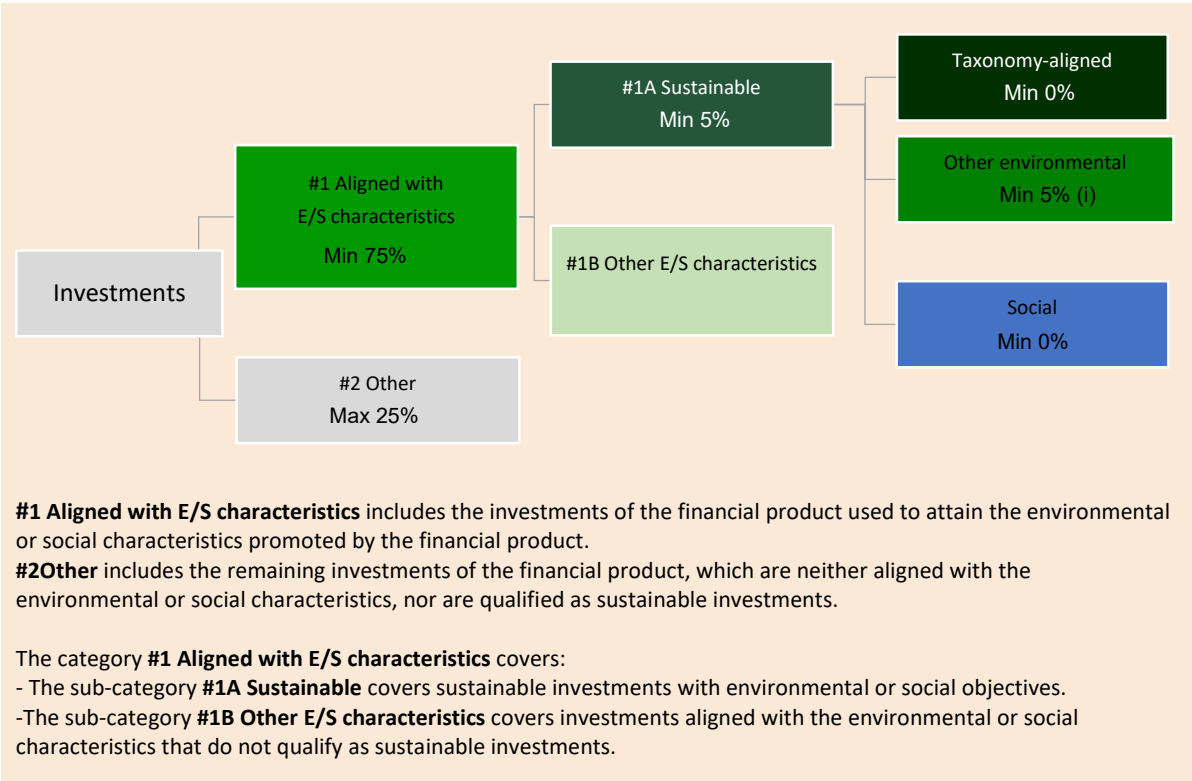 Taxonomy-aligned
Min 0%
#1A Sustainable
Min 5%
Other environmental
Min 5% (i)
#1 Aligned with
E/S characteristics
Min 75%
#1B Other E/S characteristics
Investments
Social
Min 0%
#2 Other
Max 25%
#1 Aligned with E/S characteristics includes the investments of the financial product used to attain the environmental
or social characteristics promoted by the financial product.
#2Other includes the remaining investments of the financial product, which are neither aligned with the
environmental or social characteristics, nor are qualified as sustainable investments.
The category #1 Aligned with E/S characteristics covers:
- The sub-category #1A Sustainable covers sustainable investments with environmental or social objectives.
-The sub-category #1B Other E/S characteristics covers investments aligned with the environmental or social
characteristics that do not qualify as sustainable investments.